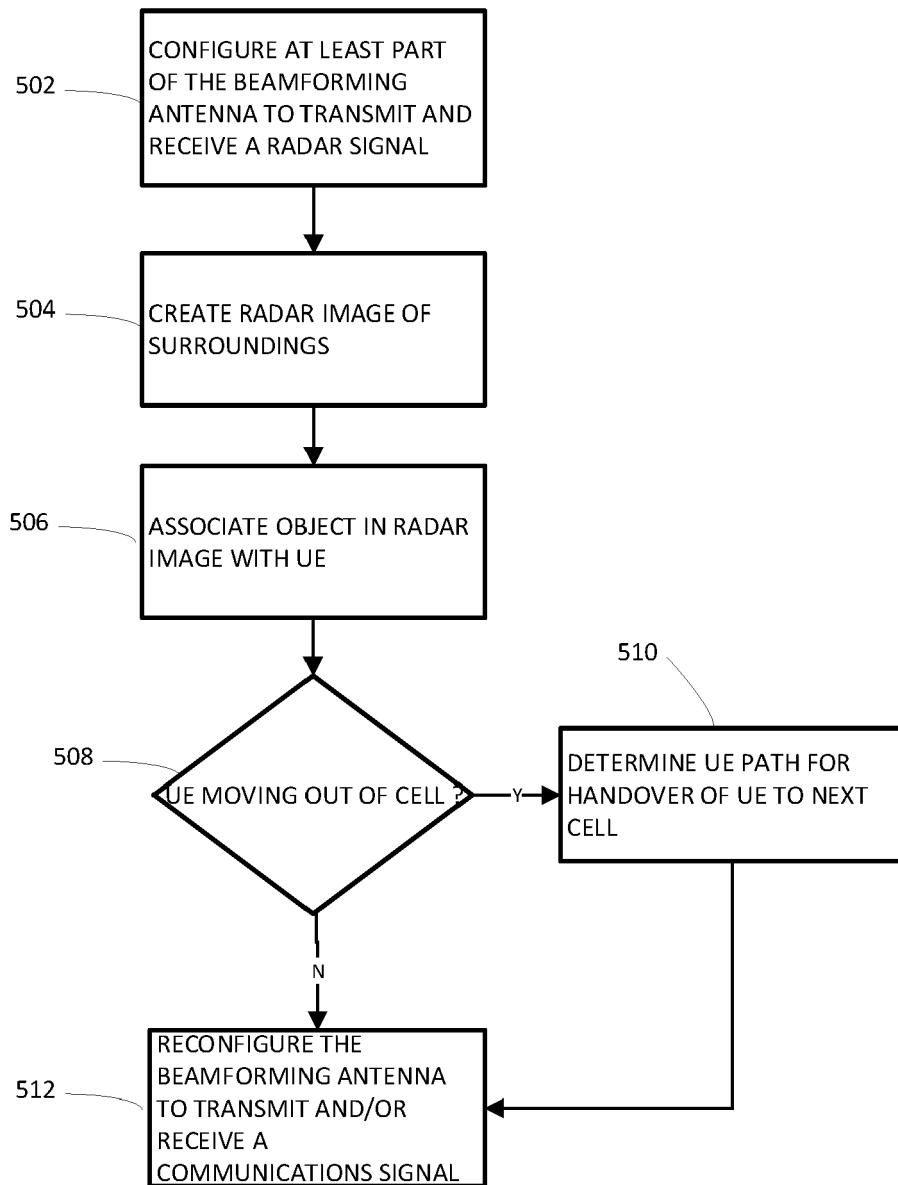 502
CONFIGURE AT LEAST PART
OF THE BEAMFORMING
ANTENNA TO TRANSMIT AND
RECEIVE A RADAR SIGNAL
504
CREATE RADAR IMAGE OF
SURROUNDINGS
506
ASSOCIATE OBJECT IN RADAR
IMAGE WITH UE
508
UE MOVING OUT OF CELL ?
Y
510
DETERMINE UE PATH FOR
HANDOVER OF UE TO NEXT
CELL
N
512
RECONFIGURE THE
BEAMFORMING ANTENNA
TO TRANSMIT AND/OR
RECEIVE A
COMMUNICATIONS SIGNAL